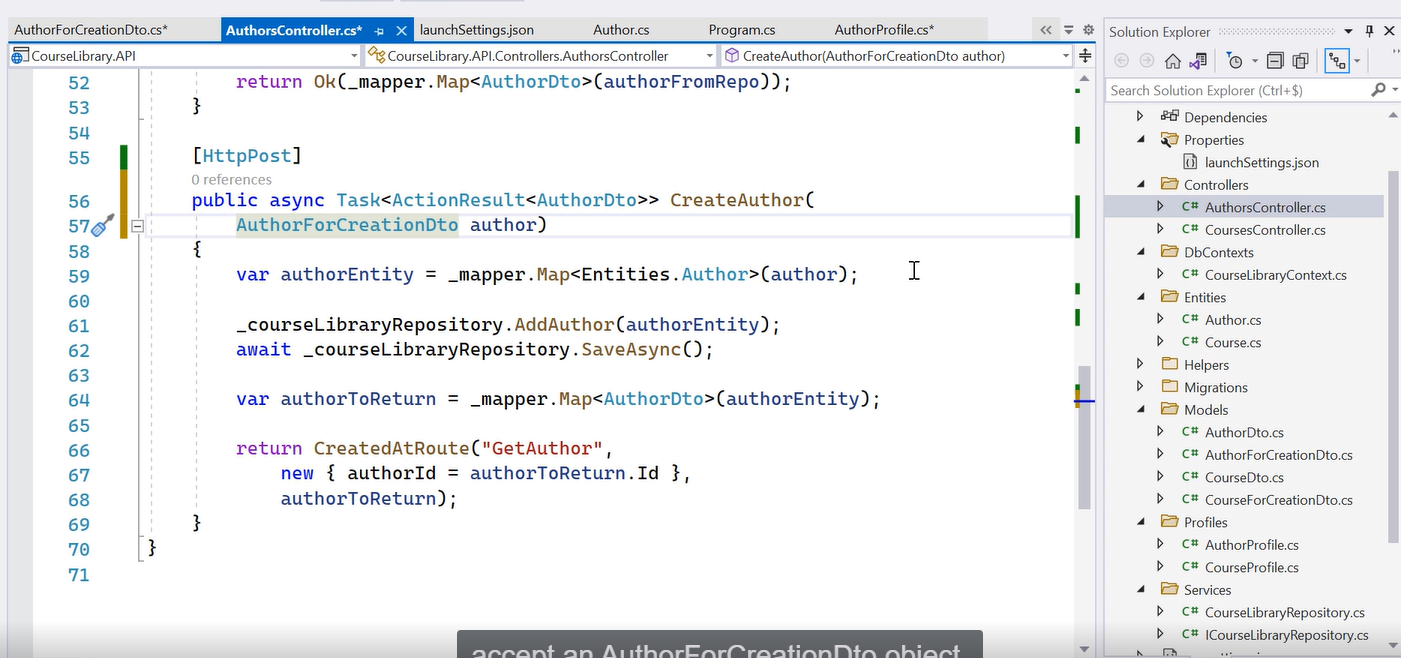 AuthorForCreationDto.cs*
AuthorsController.cs*
launchSettings.json
Author.cs
Program.cs
AuthorProfile.cs*
CourseLibrary.API
CourseLibrary.API.Controllers.AuthorsController
CreateAuthor(AuthorForCreationDto author)
52 return Ok(_mapper.Map<AuthorDto>(authorFromRepo));
53 }
54
55 [HttpPost]
0 references
56 public async Task<ActionResult<AuthorDto>> CreateAuthor(
57 AuthorForCreationDto author)
58 {
59 var authorEntity = _mapper.Map<Entities.Author>(author);
60
61 _courseLibraryRepository.AddAuthor(authorEntity);
62 await _courseLibraryRepository.SaveAsync();
63
64 var authorToReturn = _mapper.Map<AuthorDto>(authorEntity);
65
66 return CreatedAtRoute("GetAuthor",
67 new { authorId = authorToReturn.Id },
68 authorToReturn);
69 }
70 }
71
accept an AuthorForCreationDto object
Solution Explorer
Search Solution Explorer (Ctrl+$)
Dependencies
Properties
launchSettings.json
Controllers
C# AuthorsController.cs
C# CoursesController.cs
DbContexts
C# CourseLibraryContext.cs
Entities
C# Author.cs
C# Course.cs
Helpers
Migrations
Models
C# AuthorDto.cs
C# AuthorForCreationDto.cs
C# CourseDto.cs
C# CourseForCreationDto.cs
Profiles
C# AuthorProfile.cs
C# CourseProfile.cs
Services
C# CourseLibraryRepository.cs
C# ICourseLibraryRepository.cs